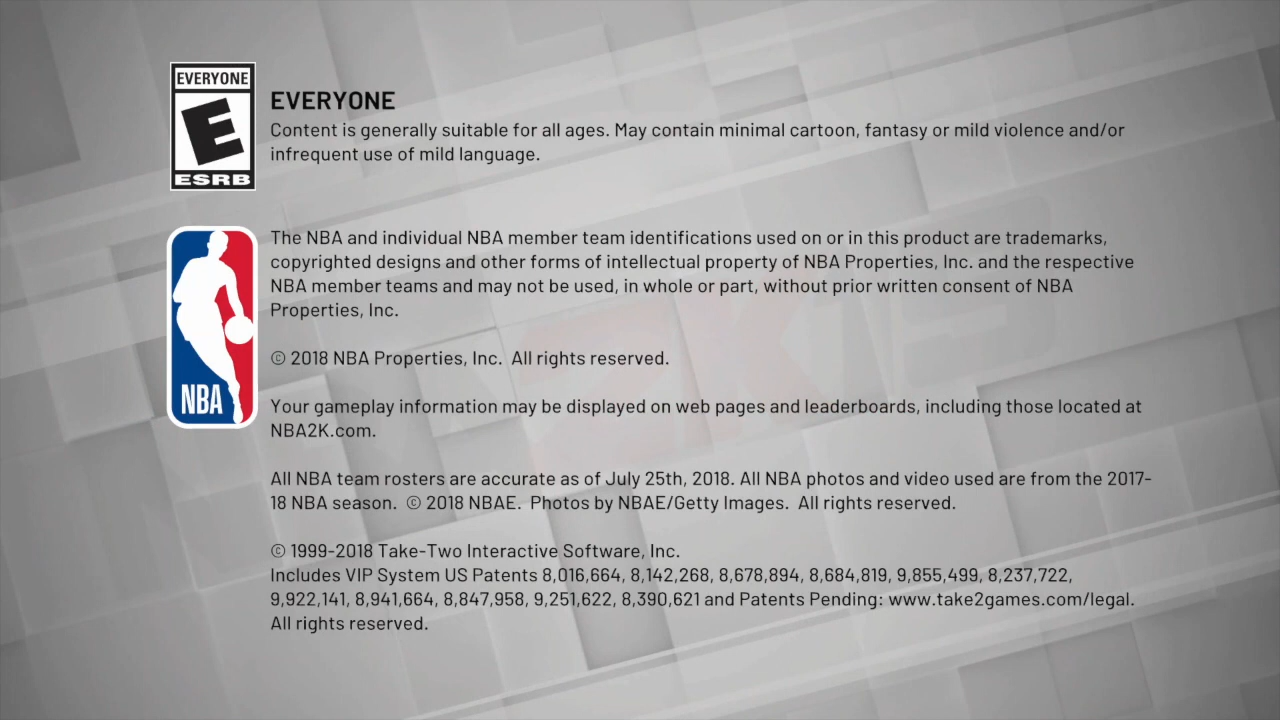 EVERYONE
E
ESRB
EVERYONE
Content is generally suitable for all ages. May contain minimal cartoon, fantasy or mild violence and/or
infrequent use of mild language.
The NBA and individual NBA member team identifications used on or in this product are trademarks,
copyrighted designs and other forms of intellectual property of NBA Properties, Inc. and the respective
NBA member teams and may not be used, in whole or part, without prior written consent of NBA
Properties, Inc.
© 2018 NBA Properties, Inc.  All rights reserved.
NBA
Your gameplay information may be displayed on web pages and leaderboards, including those located at
NBA2K.com.
All NBA team rosters are accurate as of July 25th, 2018. All NBA photos and video used are from the 2017-
18 NBA season.  © 2018 NBAE.  Photos by NBAE/Getty Images.  All rights reserved.
© 1999-2018 Take-Two Interactive Software, Inc.
Includes VIP System US Patents 8,016,664, 8,142,268, 8,678,894, 8,684,819, 9,855,499, 8,237,722,
9,922,141, 8,941,664, 8,847,958, 9,251,622, 8,390,621 and Patents Pending: www.take2games.com/legal.
All rights reserved.
2K19